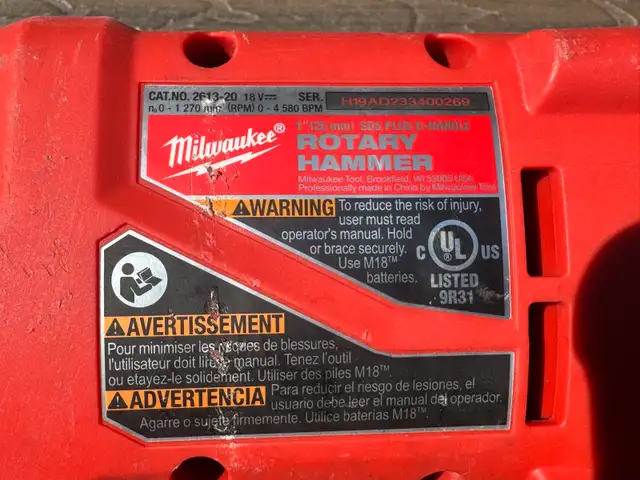 CAT.NO. 2613-20 18 V⎓ SER. H19AD233400269
n₀ 0 - 1 270 min⁻¹ (RPM) 0 - 4 580 BPM
Milwaukee®
1" (26 mm) SDS PLUS D-HANDLE
ROTARY
HAMMER
Milwaukee Tool, Brookfield, WI 53005 USA
Professionally made in China by Milwaukee Tool
WARNING To reduce the risk of injury,
user must read
operator's manual. Hold
or brace securely.
Use M18™
batteries.
C UL® US
LISTED
9R31
AVERTISSEMENT
Pour minimiser les risques de blessures,
l'utilisateur doit lire le manual. Tenez l'outil
ou etayez-le solidement. Utiliser des piles M18™.
ADVERTENCIA Para reducir el riesgo de lesiones, el
usuario debe leer el manual del operador.
Agarre o sujete firmemente. Utilice baterías M18™.